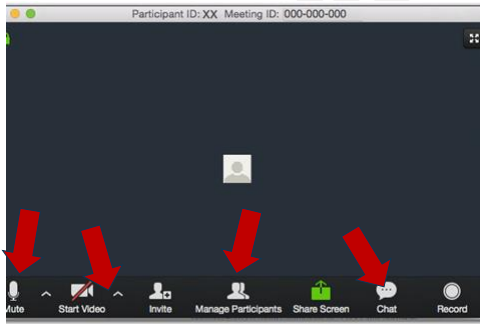 Participant ID: XX Meeting ID: 000-000-000
Mute Start Video Invite Manage Participants Share Screen Chat Record